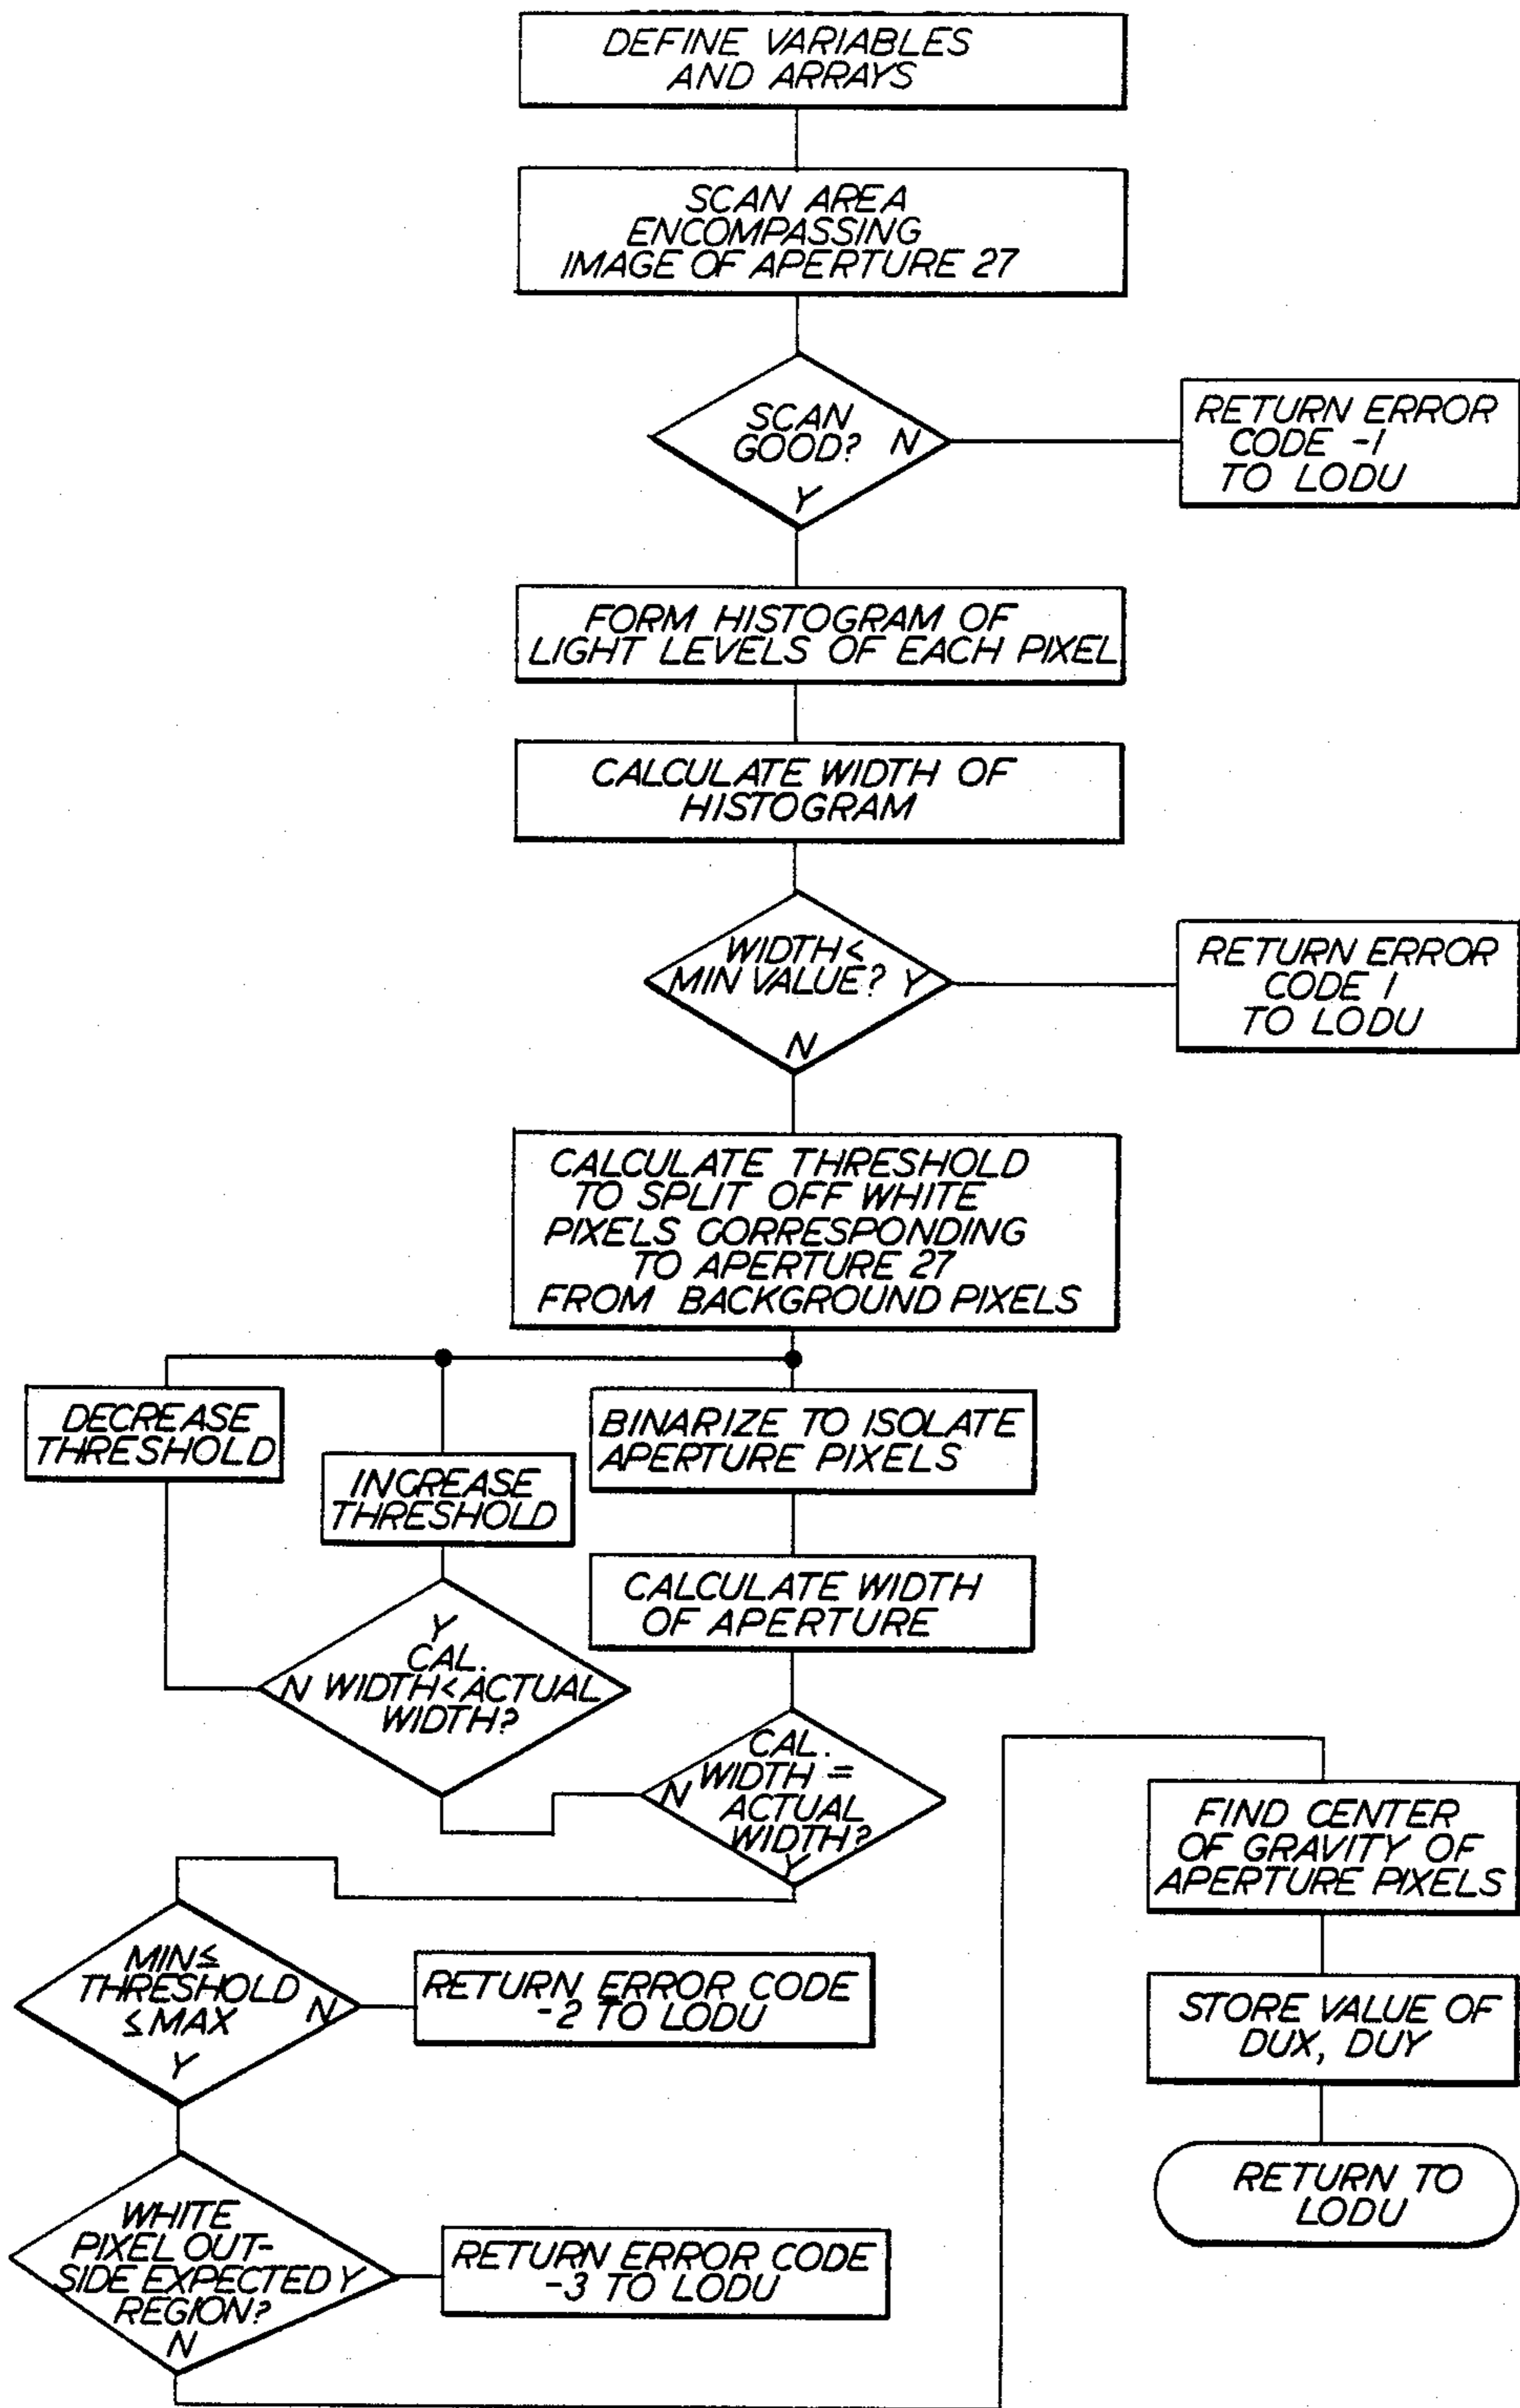 DEFINE VARIABLES
AND ARRAYS
SCAN AREA
ENCOMPASSING
IMAGE OF APERTURE 27
SCAN
GOOD? N
Y
RETURN ERROR
CODE -1
TO LODU
FORM HISTOGRAM OF
LIGHT LEVELS OF EACH PIXEL
CALCULATE WIDTH OF
HISTOGRAM
WIDTH<
MIN VALUE? Y
N
RETURN ERROR
CODE 1
TO LODU
CALCULATE THRESHOLD
TO SPLIT OFF WHITE
PIXELS CORRESPONDING
TO APERTURE 27
FROM BACKGROUND PIXELS
DECREASE
THRESHOLD
INCREASE
THRESHOLD
BINARIZE TO ISOLATE
APERTURE PIXELS
CALCULATE WIDTH
OF APERTURE
Y
CAL.
N WIDTH<ACTUAL
WIDTH?
CAL.
WIDTH =
N
ACTUAL
WIDTH?
Y
MIN≤
THRESHOLD
≤MAX N
Y
RETURN ERROR CODE
-2 TO LODU
WHITE
PIXEL OUT-
SIDE EXPECTED Y
REGION?
N
RETURN ERROR CODE
-3 TO LODU
FIND CENTER
OF GRAVITY OF
APERTURE PIXELS
STORE VALUE OF
DUX, DUY
RETURN TO
LODU